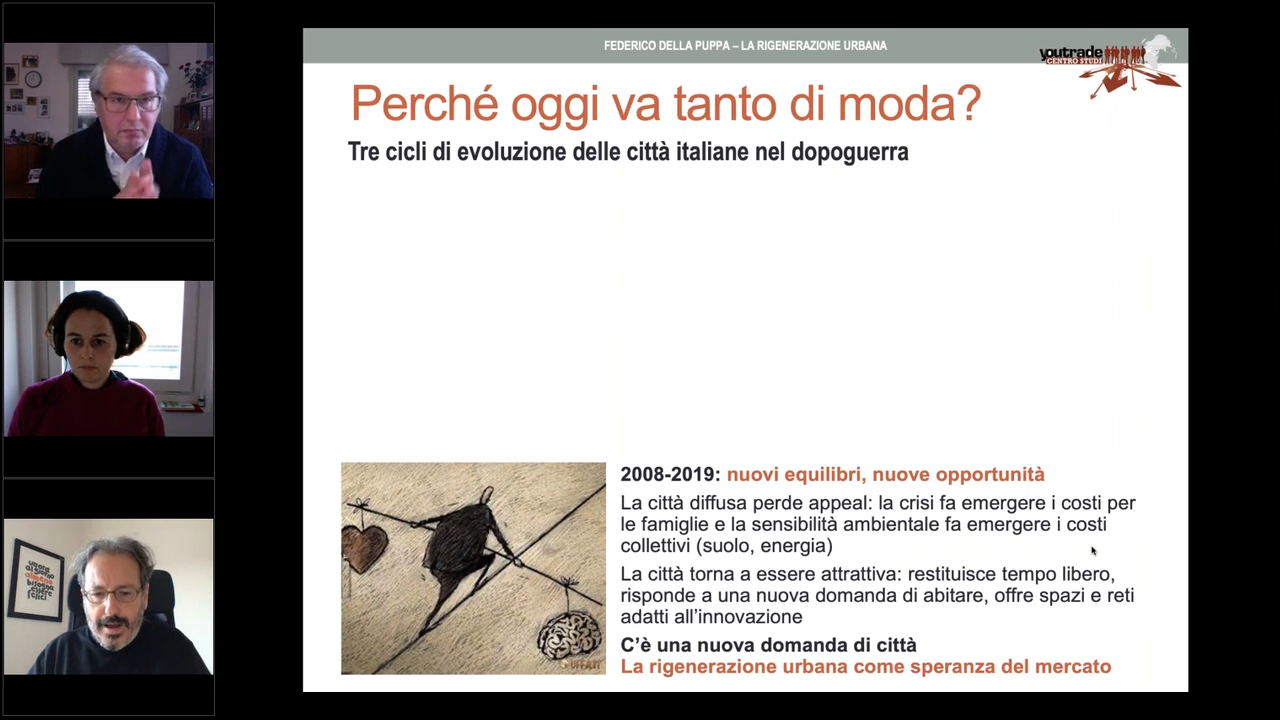 FEDERICO DELLA PUPPA – LA RIGENERAZIONE URBANA
youtrade
CENTRO STUDI
Perché oggi va tanto di moda?
Tre cicli di evoluzione delle città italiane nel dopoguerra
2008-2019: nuovi equilibri, nuove opportunità
La città diffusa perde appeal: la crisi fa emergere i costi per
le famiglie e la sensibilità ambientale fa emergere i costi
collettivi (suolo, energia)
La città torna a essere attrattiva: restituisce tempo libero,
risponde a una nuova domanda di abitare, offre spazi e reti
adatti all’innovazione
C’è una nuova domanda di città
La rigenerazione urbana come speranza del mercato
almeno
bisogna
essere
felici